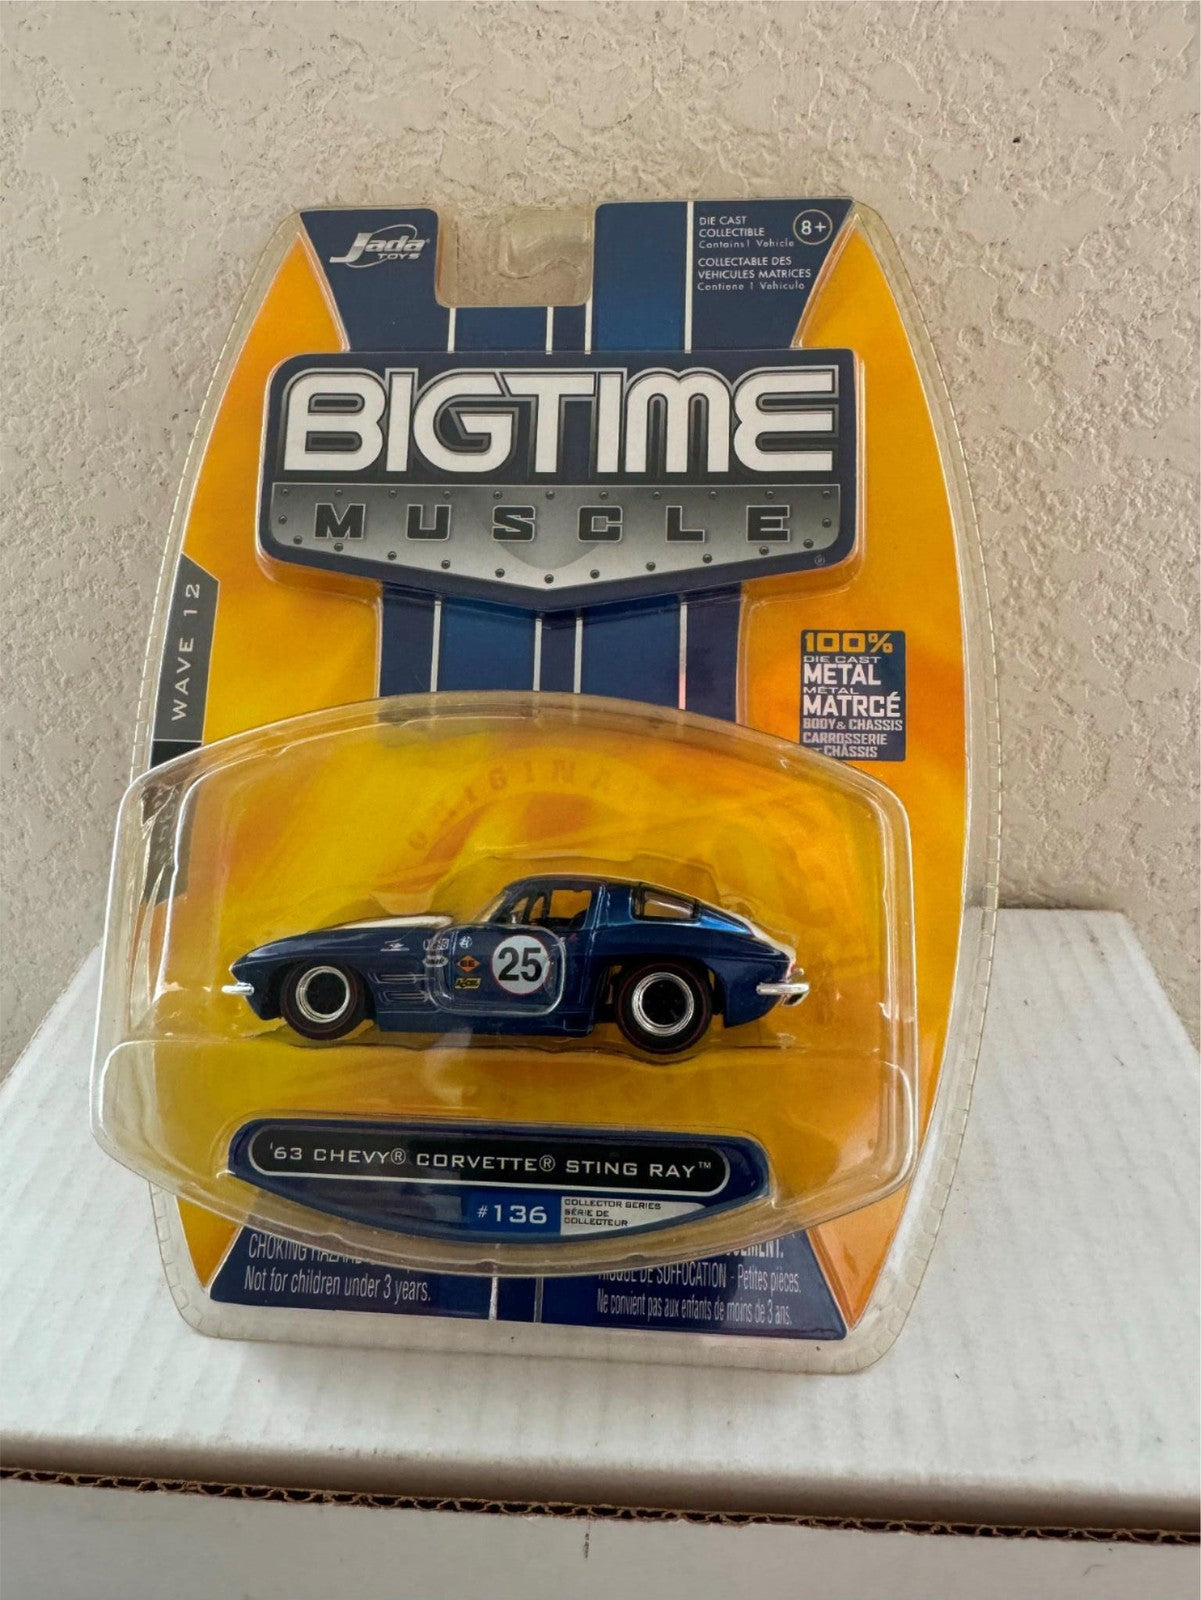 Jada®
TOYS
DIE CAST
COLLECTIBLE
Contains 1 Vehicle
8+
COLLECTABLE DES
VEHICULES MATRICES
Contiene 1 Vehiculo
BIGTIME
MUSCLE
®
WAVE 12
100%
DIE CAST
METAL
MÉTAL
MATRCÉ
BODY & CHASSIS
CARROSSERIE
CHÂSSIS
ORIGINAL
25
'63 CHEVY® CORVETTE® STING RAY™
#136
COLLECTOR SERIES
SÉRIE DE
COLLECTEUR
CHOKING
Not for children under 3 years.
DE SUFFOCATION - Petites pièces.
Ne convient pas aux enfants de moins de 3 ans.